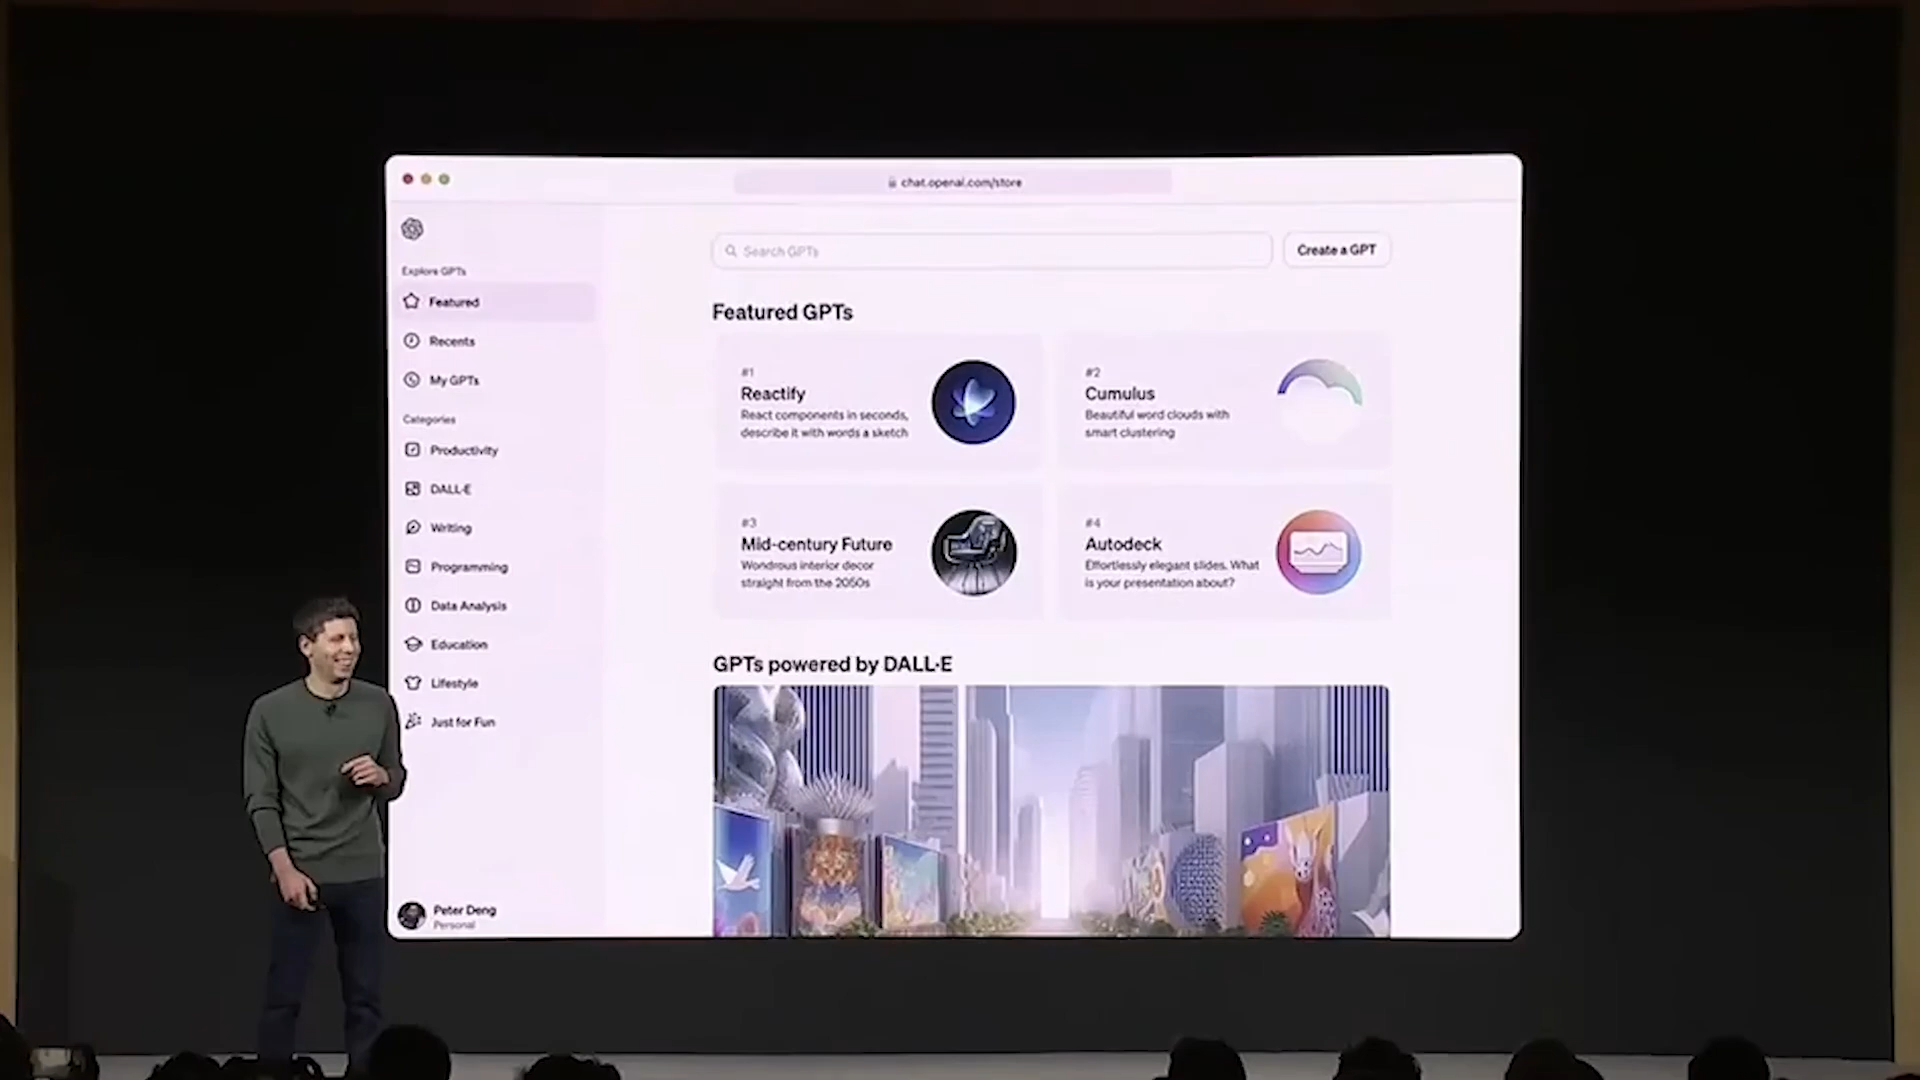 chat.openai.com/store
Explore GPTs
Featured
Recents
My GPTs
Categories
Productivity
DALL·E
Writing
Programming
Data Analysis
Education
Lifestyle
Just for Fun
Peter Deng
Personal
Search GPTs
Create a GPT
Featured GPTs
#1
Reactify
React components in seconds,
describe it with words a sketch
#2
Cumulus
Beautiful word clouds with
smart clustering
#3
Mid-century Future
Wondrous interior decor
straight from the 2050s
#4
Autodeck
Effortlessly elegant slides. What
is your presentation about?
GPTs powered by DALL·E